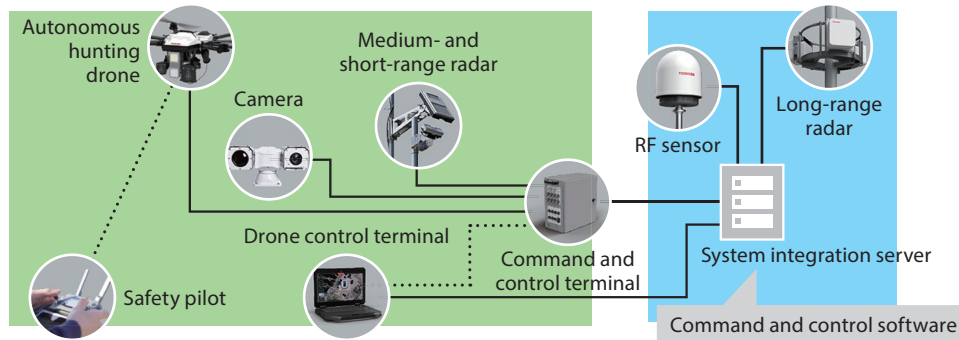 Autonomous
hunting
drone
Medium- and
short-range radar
Camera
TOSHIBA
RF sensor
Long-range
radar
Drone control terminal
Command and
control terminal
System integration server
Safety pilot
Command and control software